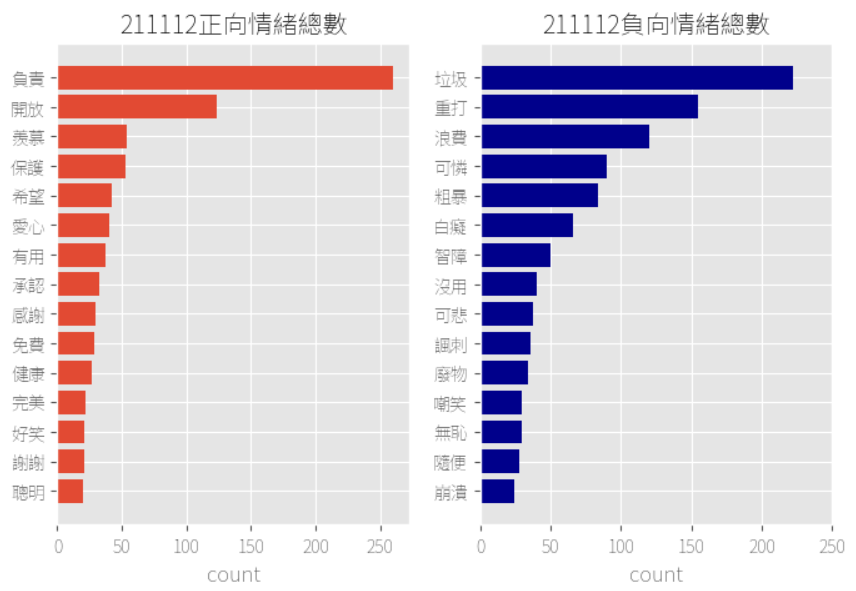 211112正向情緒總數
負責
開放
羨慕
保護
希望
愛心
有用
承認
感謝
免費
健康
完美
好笑
謝謝
聰明
0 50 100 150 200 250
count
211112負向情緒總數
垃圾
重打
浪費
可憐
粗暴
白癡
智障
沒用
可悲
諷刺
廢物
嘲笑
無恥
隨便
崩潰
0 50 100 150 200 250
count